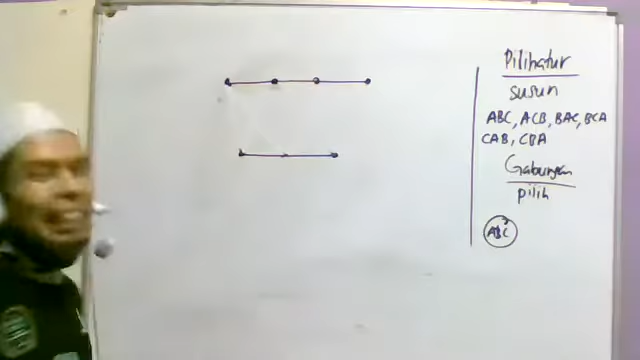 Pilihatur
susun
ABC, ACB, BAC, BCA
CAB, CBA
Gabungan
pilih
ABC